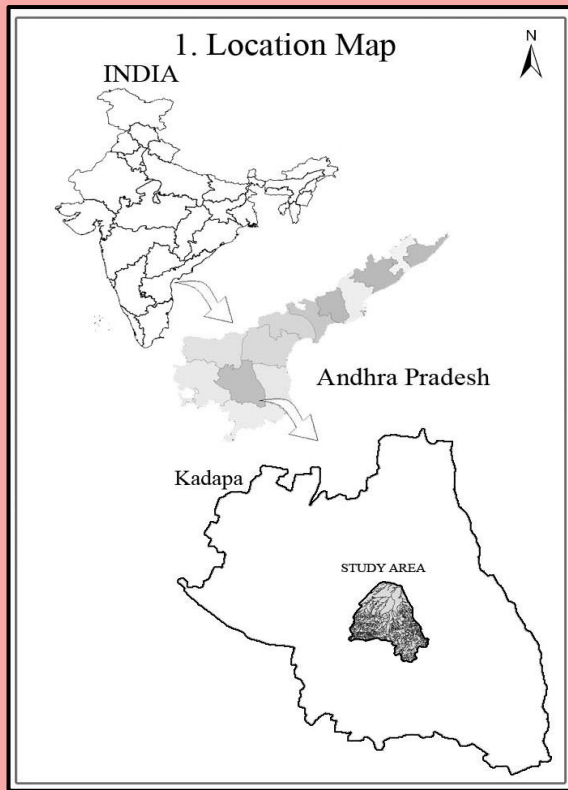 1. Location Map
N
INDIA
Andhra Pradesh
Kadapa
STUDY AREA